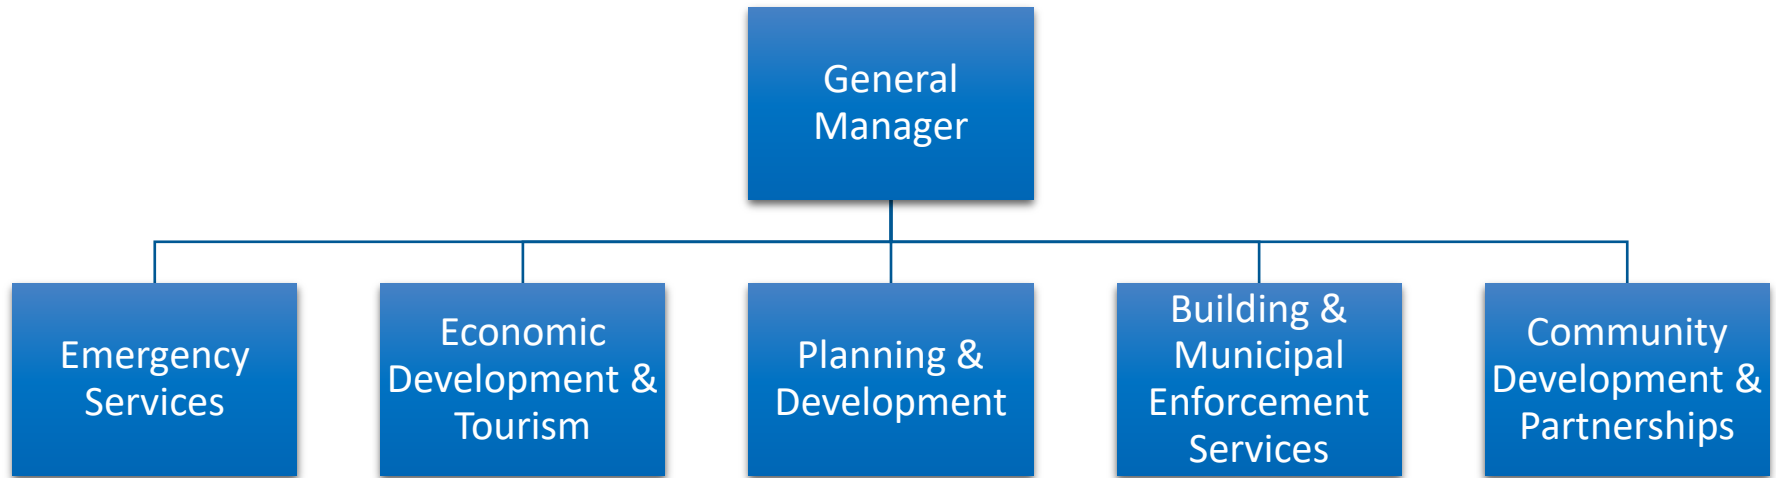 General
Manager
Emergency
Services
Economic
Development &
Tourism
Planning &
Development
Building &
Municipal
Enforcement
Services
Community
Development &
Partnerships